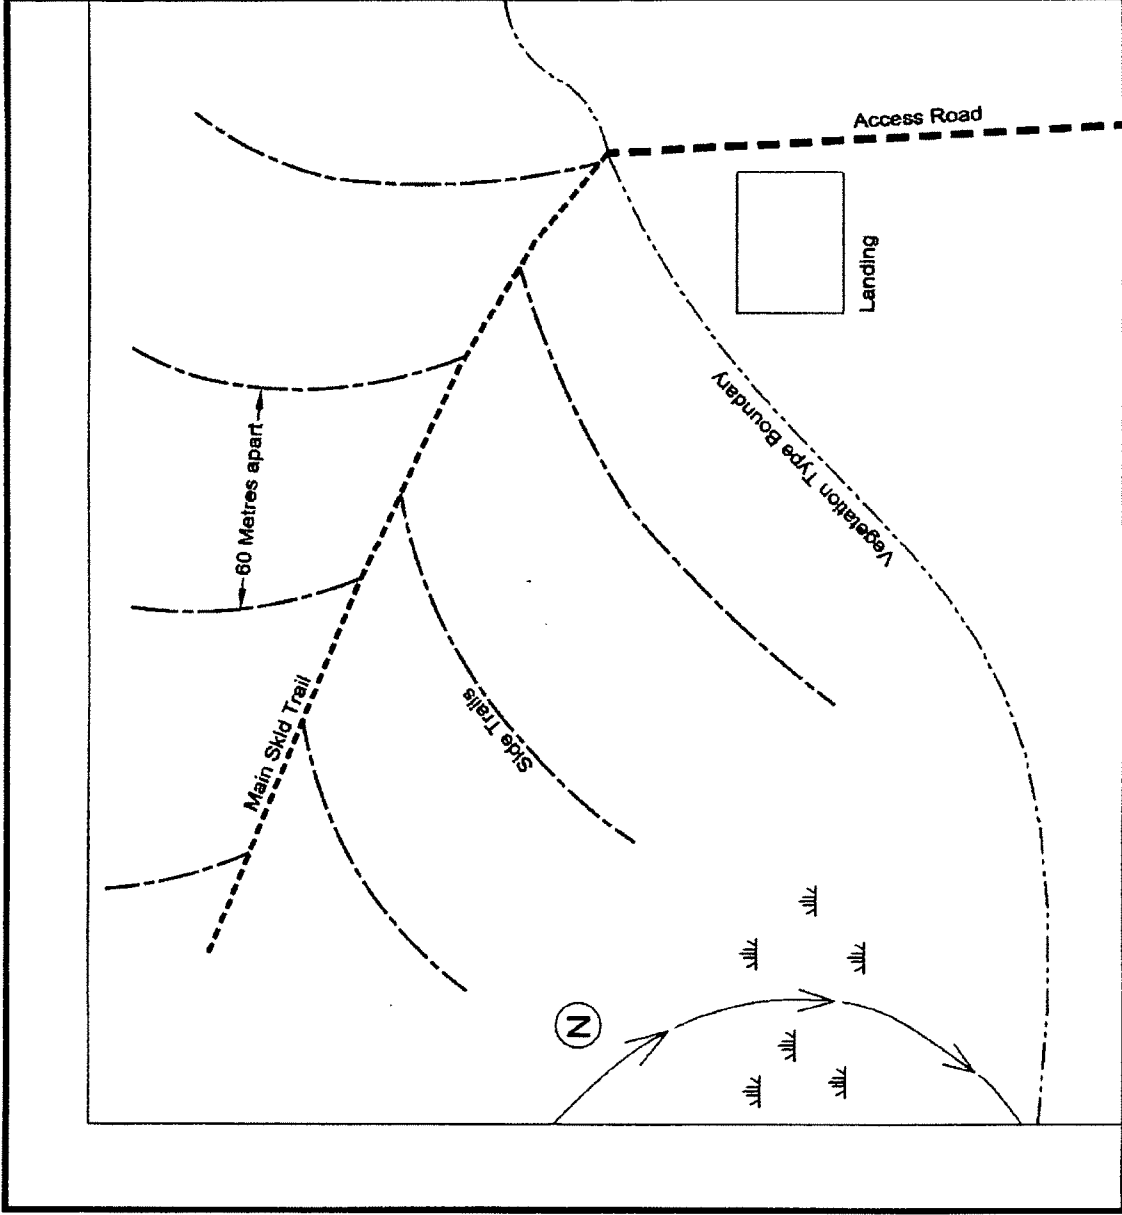 Access Road
Landing
Vegetation Type Boundary
60 Metres apart
Side Trails
Main Skid Trail
N